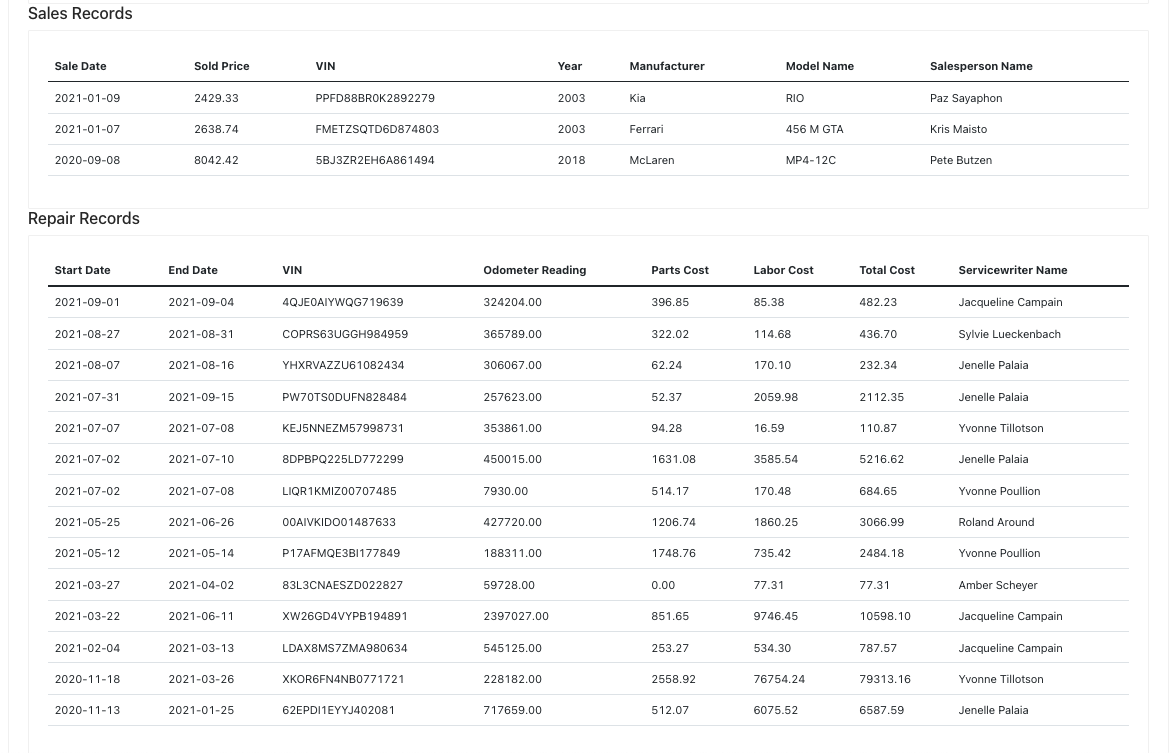 Sales Records
Sale Date Sold Price VIN Year Manufacturer Model Name Salesperson Name
2021-01-09 2429.33 PPFD88BR0K2892279 2003 Kia RIO Paz Sayaphon
2021-01-07 2638.74 FMETZSQTD6D874803 2003 Ferrari 456 M GTA Kris Maisto
2020-09-08 8042.42 5BJ3ZR2EH6A861494 2018 McLaren MP4-12C Pete Butzen
Repair Records
Start Date End Date VIN Odometer Reading Parts Cost Labor Cost Total Cost Servicewriter Name
2021-09-01 2021-09-04 4QJE0AIYWQG719639 324204.00 396.85 85.38 482.23 Jacqueline Campain
2021-08-27 2021-08-31 COPRS63UGGH984959 365789.00 322.02 114.68 436.70 Sylvie Lueckenbach
2021-08-07 2021-08-16 YHXRVAZZU61082434 306067.00 62.24 170.10 232.34 Jenelle Palaia
2021-07-31 2021-09-15 PW70TS0DUFN828484 257623.00 52.37 2059.98 2112.35 Jenelle Palaia
2021-07-07 2021-07-08 KEJ5NNEZM57998731 353861.00 94.28 16.59 110.87 Yvonne Tillotson
2021-07-02 2021-07-10 8DPBPQ225LD772299 450015.00 1631.08 3585.54 5216.62 Jenelle Palaia
2021-07-02 2021-07-08 LIQR1KMIZ00707485 7930.00 514.17 170.48 684.65 Yvonne Poullion
2021-05-25 2021-06-26 00AIVKIDO01487633 427720.00 1206.74 1860.25 3066.99 Roland Around
2021-05-12 2021-05-14 P17AFMQE3BI177849 188311.00 1748.76 735.42 2484.18 Yvonne Poullion
2021-03-27 2021-04-02 83L3CNAESZD022827 59728.00 0.00 77.31 77.31 Amber Scheyer
2021-03-22 2021-06-11 XW26GD4VYPB194891 2397027.00 851.65 9746.45 10598.10 Jacqueline Campain
2021-02-04 2021-03-13 LDAX8MS7ZMA980634 545125.00 253.27 534.30 787.57 Jacqueline Campain
2020-11-18 2021-03-26 XKOR6FN4NB0771721 228182.00 2558.92 76754.24 79313.16 Yvonne Tillotson
2020-11-13 2021-01-25 62EPDI1EYYJ402081 717659.00 512.07 6075.52 6587.59 Jenelle Palaia